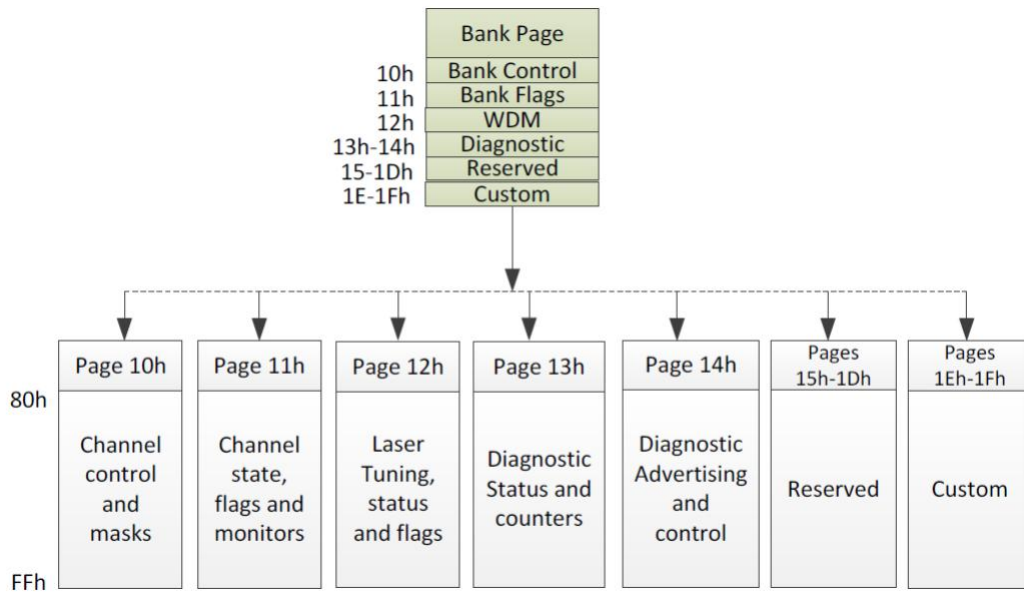 Bank Page
10h
Bank Control
11h
Bank Flags
12h
WDM
13h-14h
Diagnostic
15-1Dh
Reserved
1E-1Fh
Custom
Page 10h
Page 11h
Page 12h
Page 13h
Page 14h
Pages
15h-1Dh
Pages
1Eh-1Fh
80h
Channel
control
and
masks
Channel
state,
flags and
monitors
Laser
Tuning,
status
and flags
Diagnostic
Status and
counters
Diagnostic
Advertising
and
control
Reserved
Custom
FFh